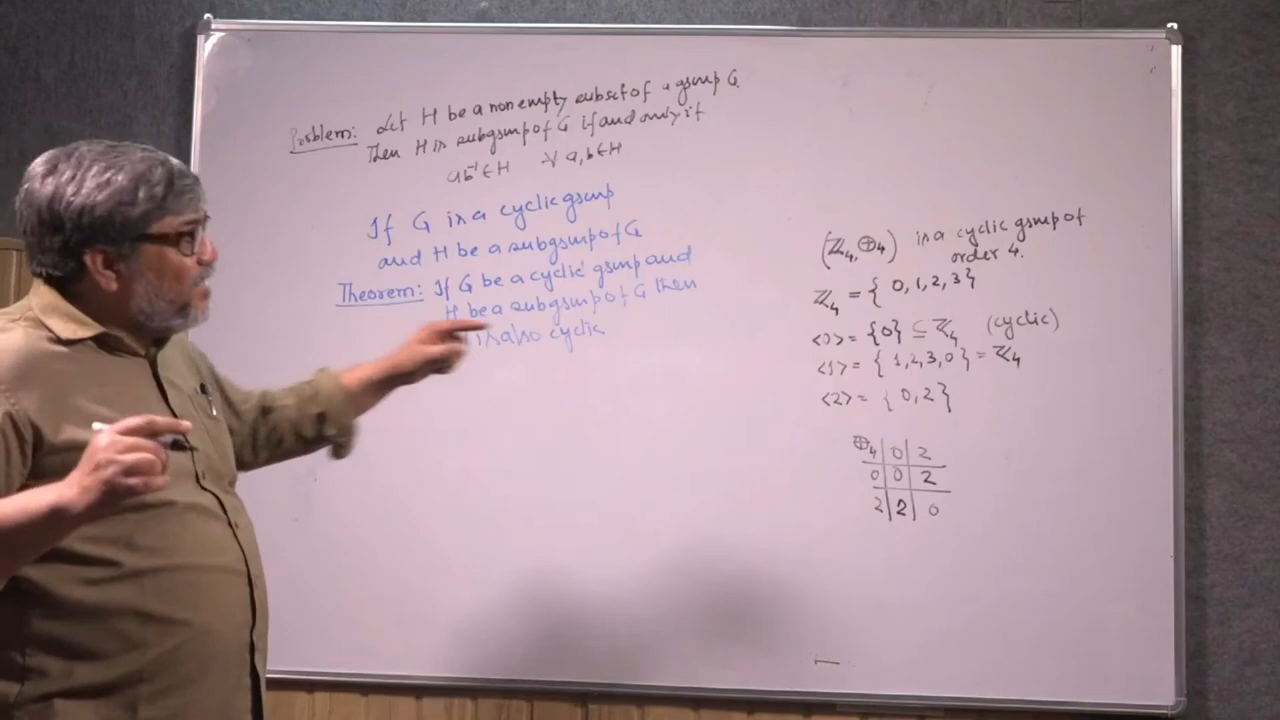 Problem: Let H be a non empty subset of a group G.
Then H is subgroup of G if and only if
ab⁻¹ ∈ H ∀ a, b ∈ H
If G is a cyclic group
and H be a subgroup of G
Theorem: If G be a cyclic group and
H be a subgroup of G then
is also cyclic
(ℤ₄, ⊕₄) is a cyclic group of
order 4.
ℤ₄ = { 0, 1, 2, 3 }
<0> = {0} ⊆ ℤ₄ (cyclic)
<1> = { 1, 2, 3, 0 } = ℤ₄
<2> = { 0, 2 }
⊕₄ | 0 | 2
0 | 0 | 2
2 | 2 | 0